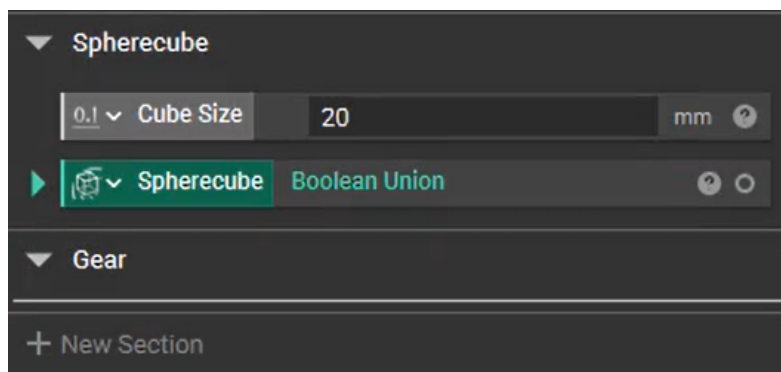 Spherecube
0.1 Cube Size 20 mm ?
Spherecube Boolean Union ?
Gear
+ New Section